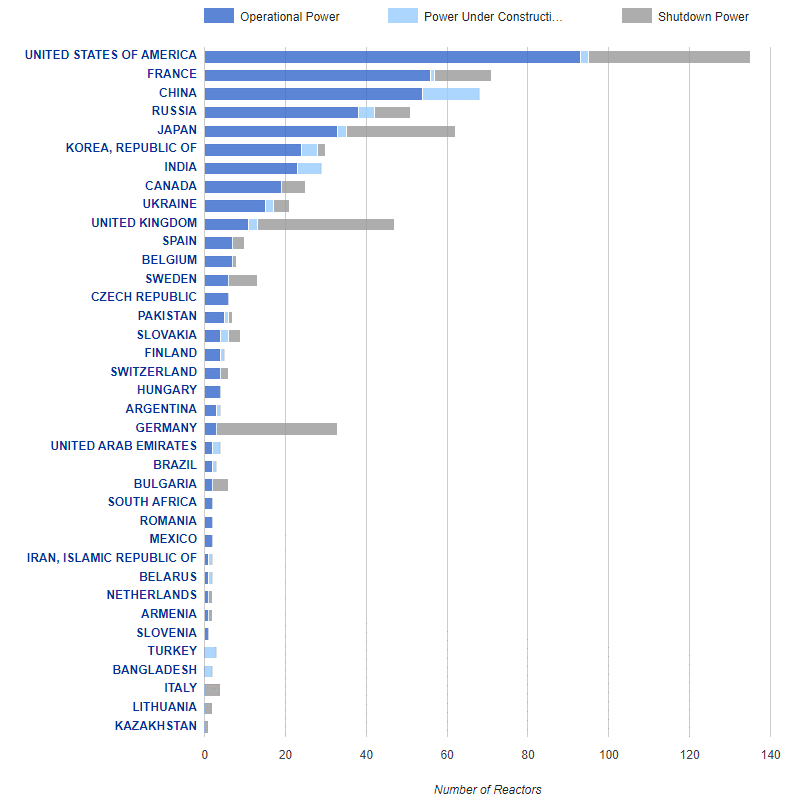 Operational Power
Power Under Constructi...
Shutdown Power
UNITED STATES OF AMERICA
FRANCE
CHINA
RUSSIA
JAPAN
KOREA, REPUBLIC OF
INDIA
CANADA
UKRAINE
UNITED KINGDOM
SPAIN
BELGIUM
SWEDEN
CZECH REPUBLIC
PAKISTAN
SLOVAKIA
FINLAND
SWITZERLAND
HUNGARY
ARGENTINA
GERMANY
UNITED ARAB EMIRATES
BRAZIL
BULGARIA
SOUTH AFRICA
ROMANIA
MEXICO
IRAN, ISLAMIC REPUBLIC OF
BELARUS
NETHERLANDS
ARMENIA
SLOVENIA
TURKEY
BANGLADESH
ITALY
LITHUANIA
KAZAKHSTAN
0 20 40 60 80 100 120 140
Number of Reactors